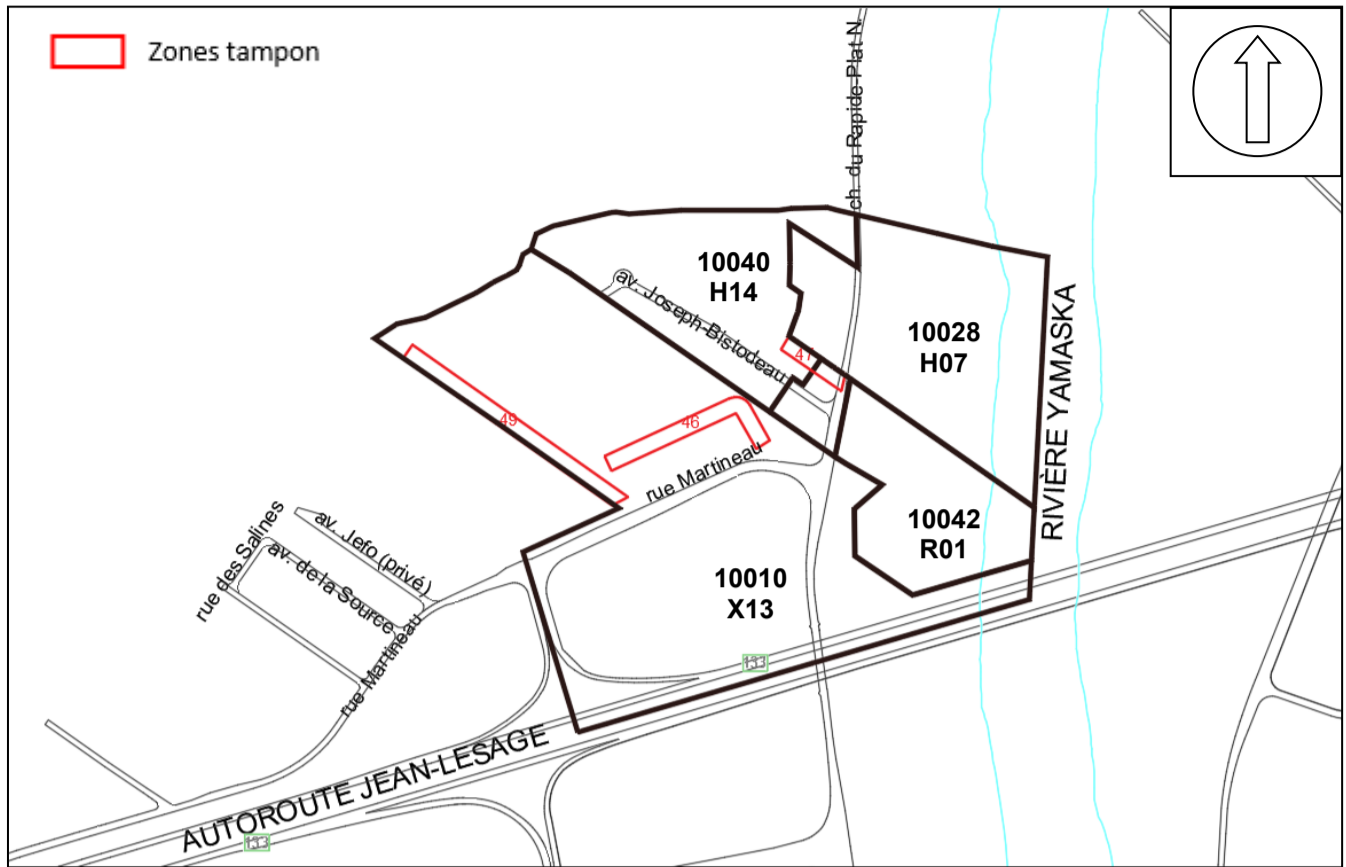 Zones tampon
ch. du Rapide-Plat N.
10040
H14
av. Joseph-Bistodeau
10028
H07
41
RIVIÈRE YAMASKA
49
46
rue Martineau
10042
R01
rue des Salines
av. Jefo (privé)
av. de la Source
10010
X13
rue Martineau
133
AUTOROUTE JEAN-LESAGE
133